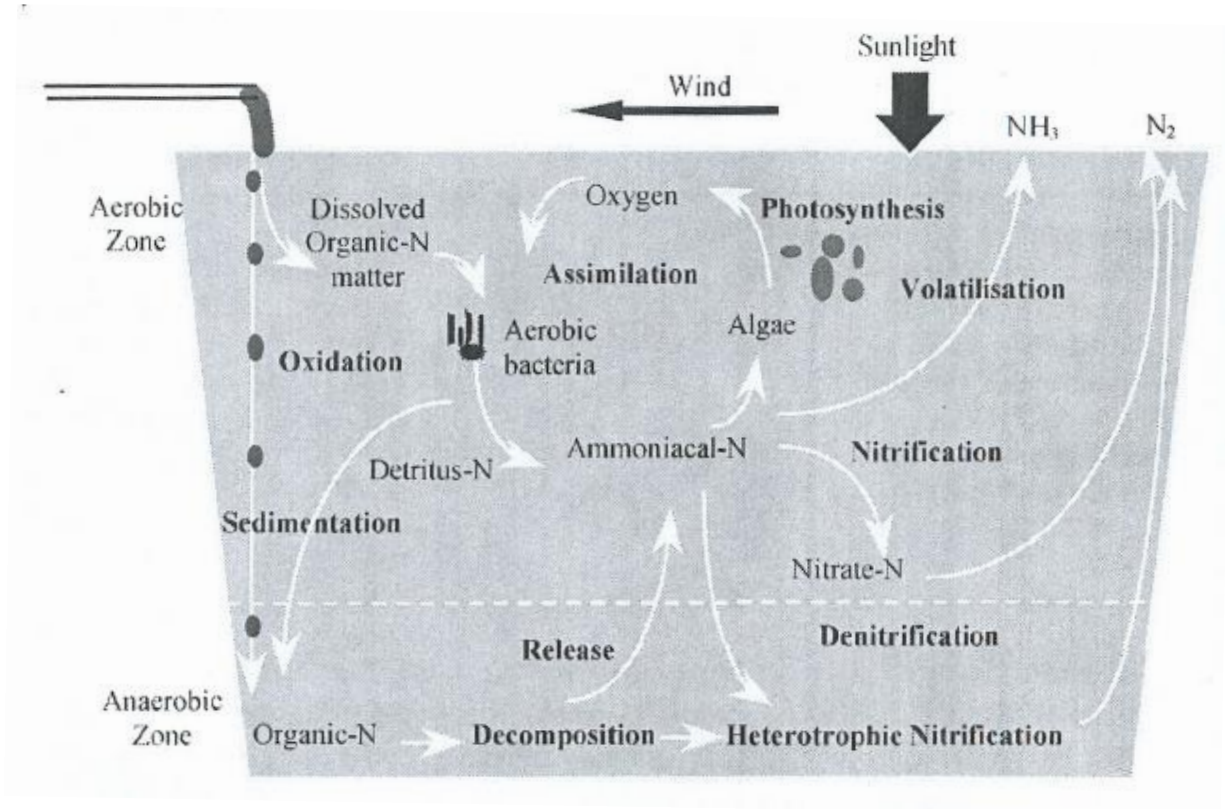 Sunlight
Wind
NH₃
N₂
Aerobic
Zone
Dissolved
Organic-N
matter
Oxygen
Photosynthesis
Assimilation
Volatilisation
Algae
Aerobic
bacteria
Oxidation
Ammoniacal-N
Nitrification
Detritus-N
Sedimentation
Nitrate-N
Release
Denitrification
Anaerobic
Zone
Organic-N
Decomposition
Heterotrophic Nitrification